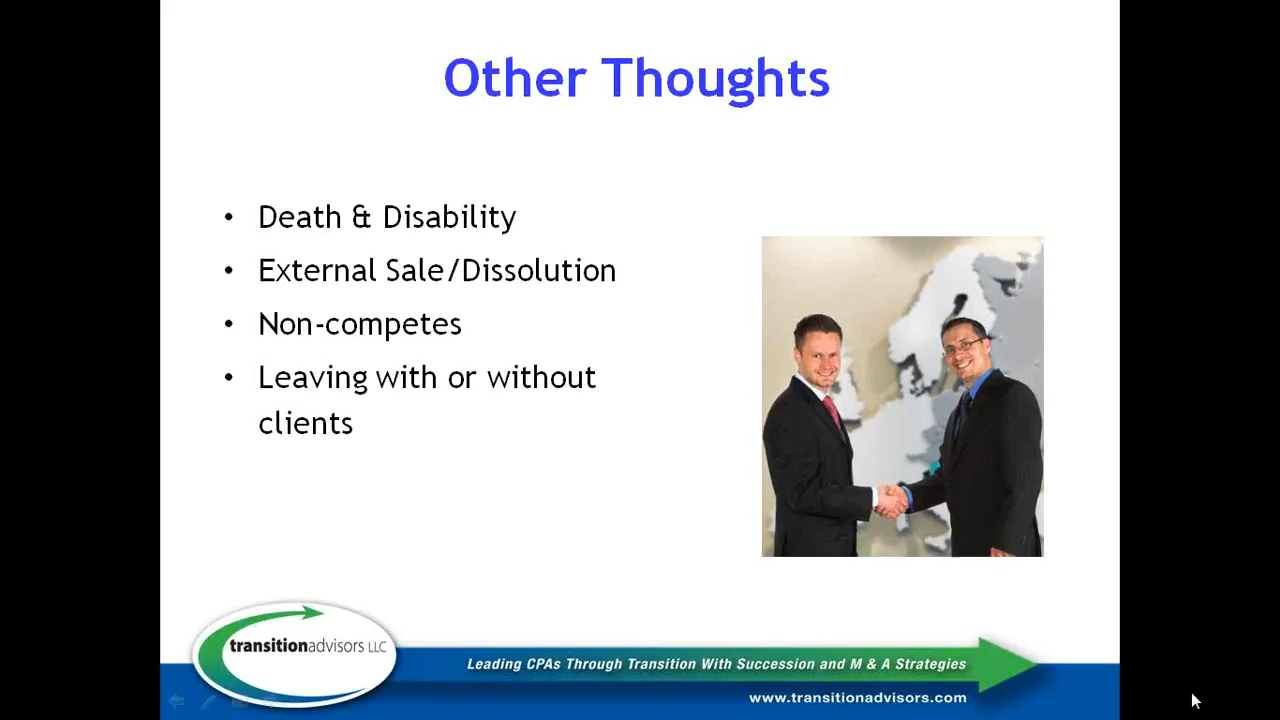 Other Thoughts
• Death & Disability
• External Sale/Dissolution
• Non-competes
• Leaving with or without
clients
transitionadvisors LLC
Leading CPAs Through Transition With Succession and M & A Strategies
www.transitionadvisors.com